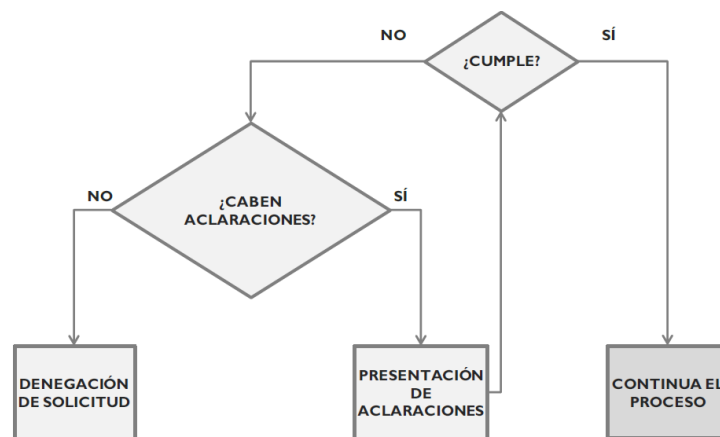 NO
SÍ
¿CUMPLE?
NO
¿CABEN
ACLARACIONES?
SÍ
DENEGACIÓN
DE SOLICITUD
PRESENTACIÓN
DE
ACLARACIONES
CONTINUA EL
PROCESO